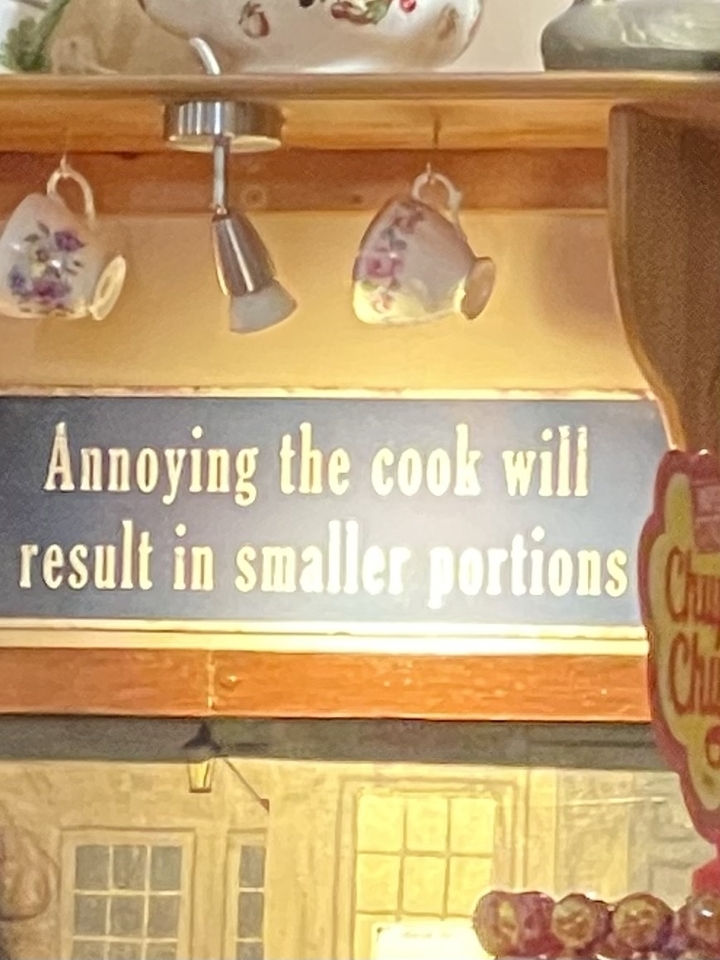 Annoying the cook will
result in smaller portions